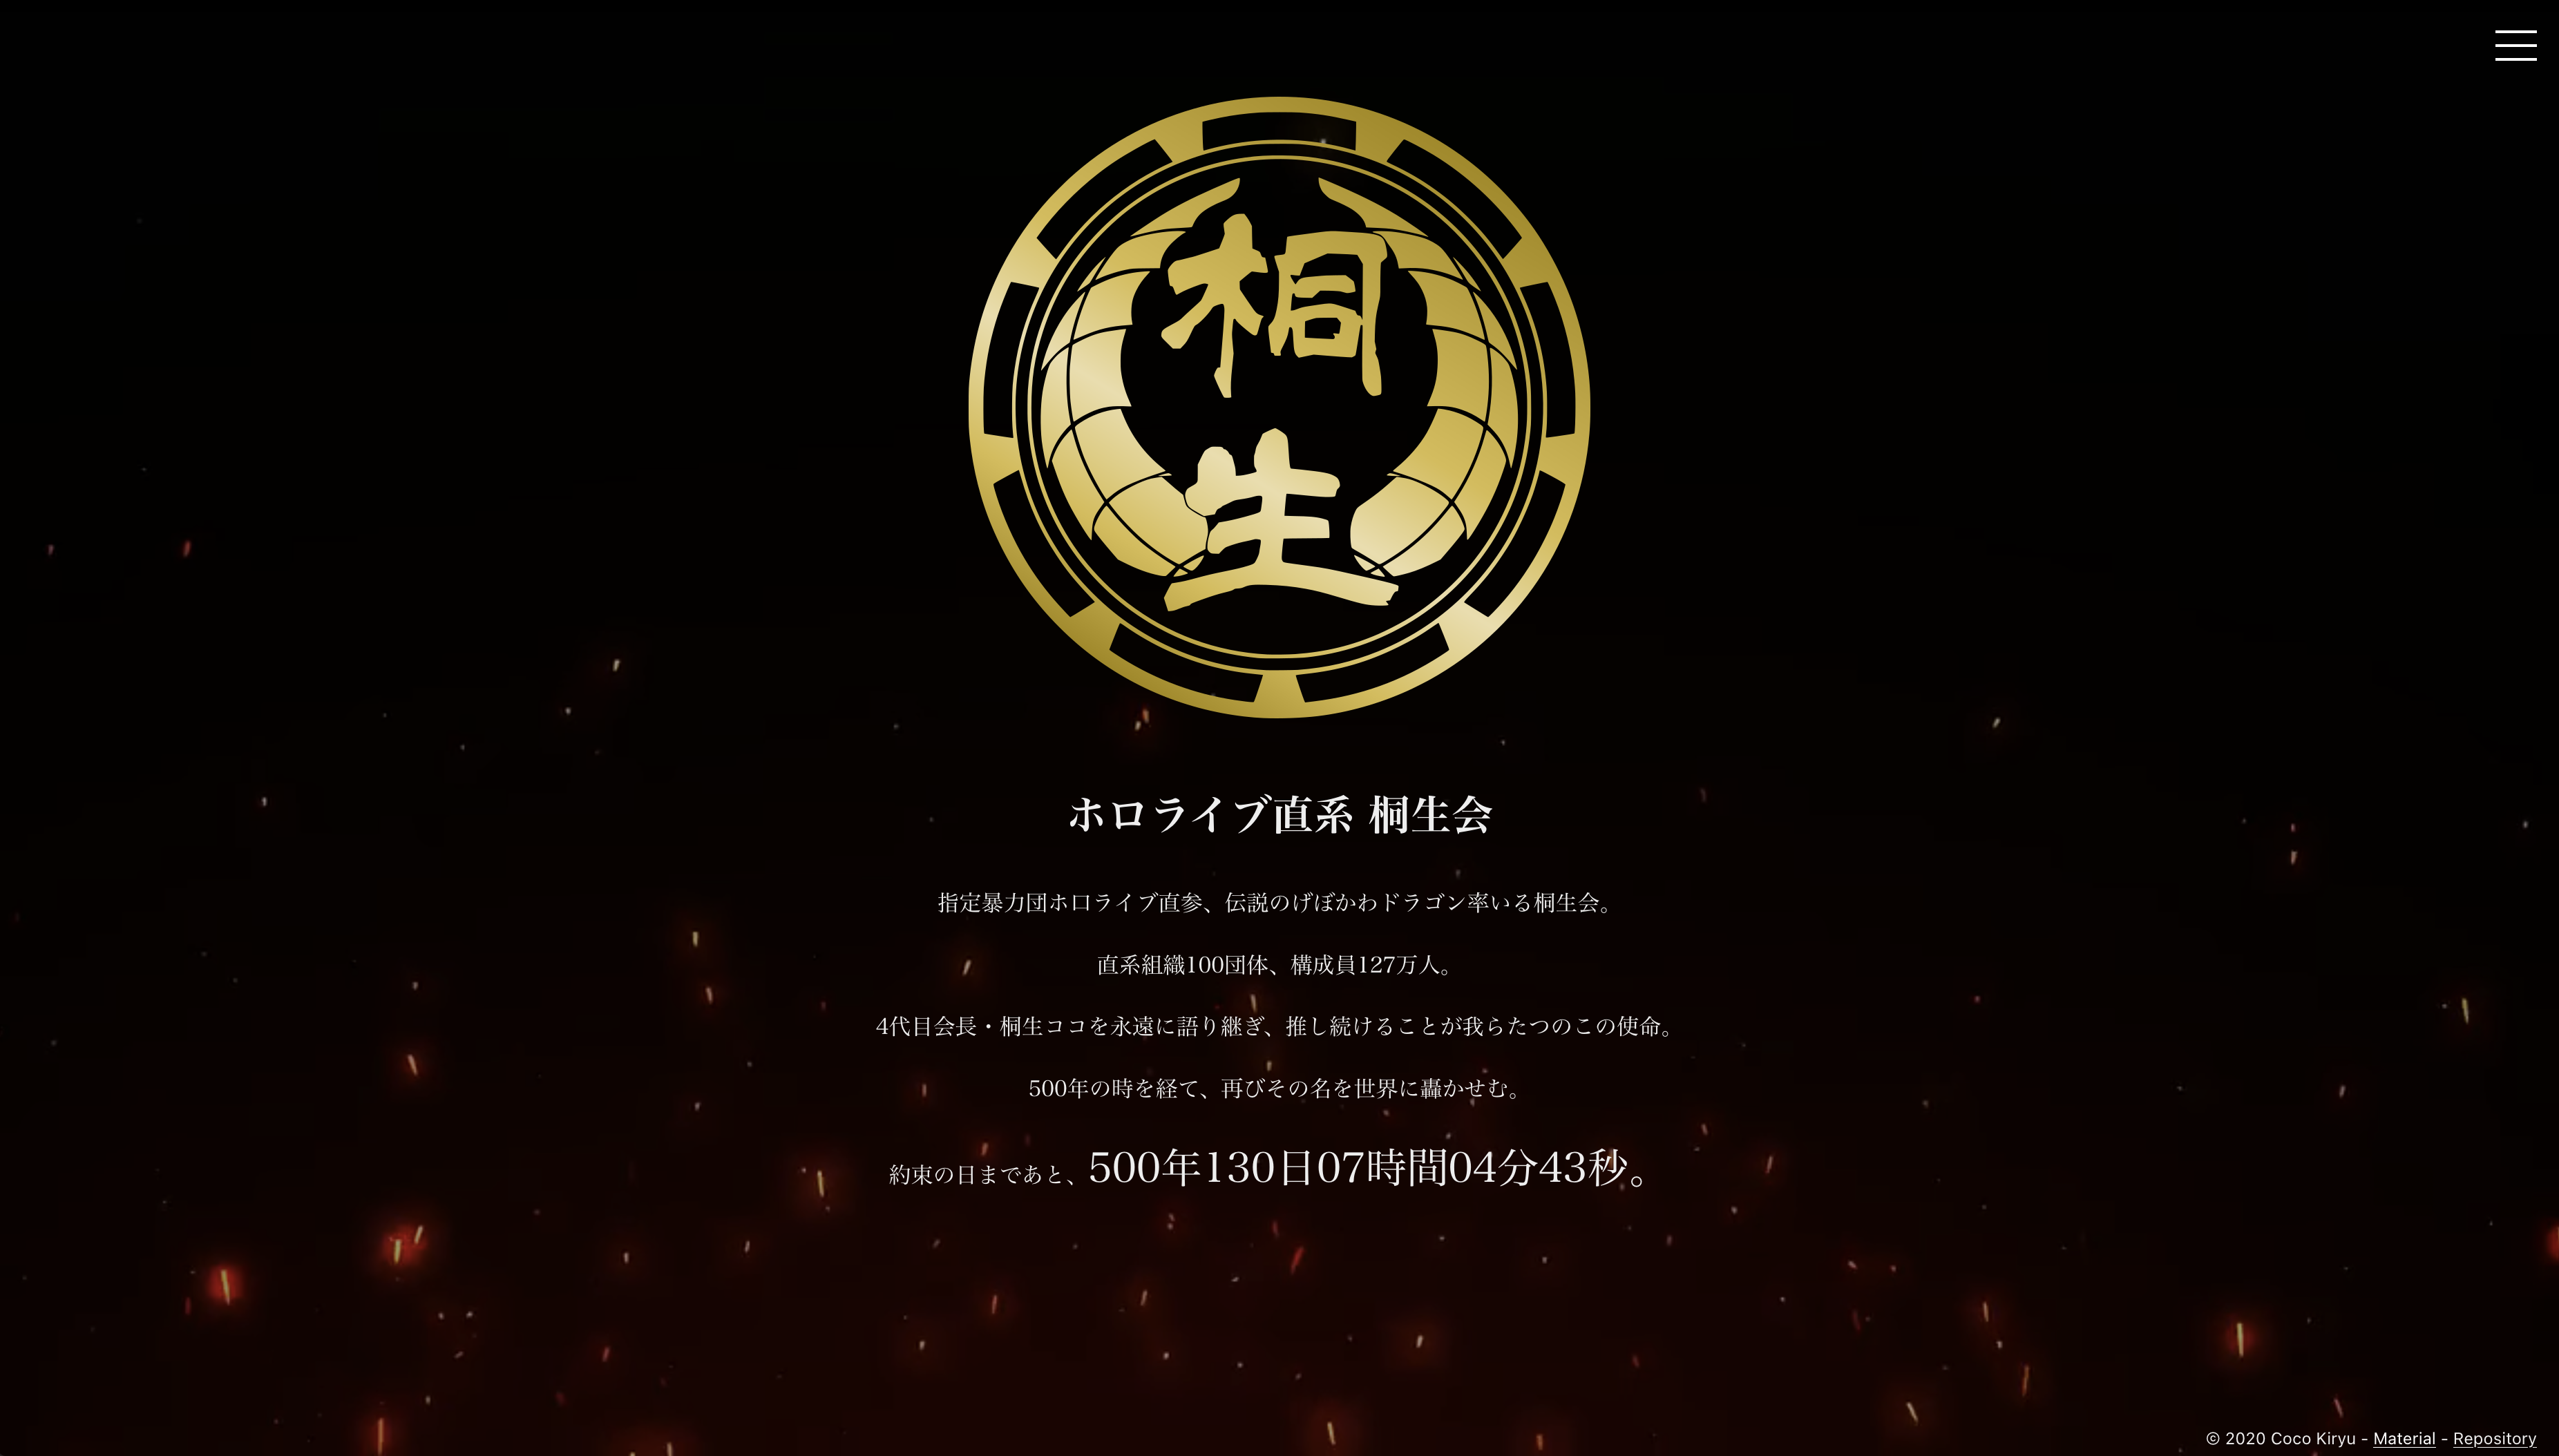 桐
生
ホロライブ直系 桐生会
指定暴力団ホロライブ直参、伝説のげぼかわドラゴン率いる桐生会。
直系組織100団体、構成員127万人。
4代目会長・桐生ココを永遠に語り継ぎ、推し続けることが我らたつのこの使命。
500年の時を経て、再びその名を世界に轟かせむ。
約束の日まであと、500年130日07時間04分43秒。
© 2020 Coco Kiryu - Material - Repository